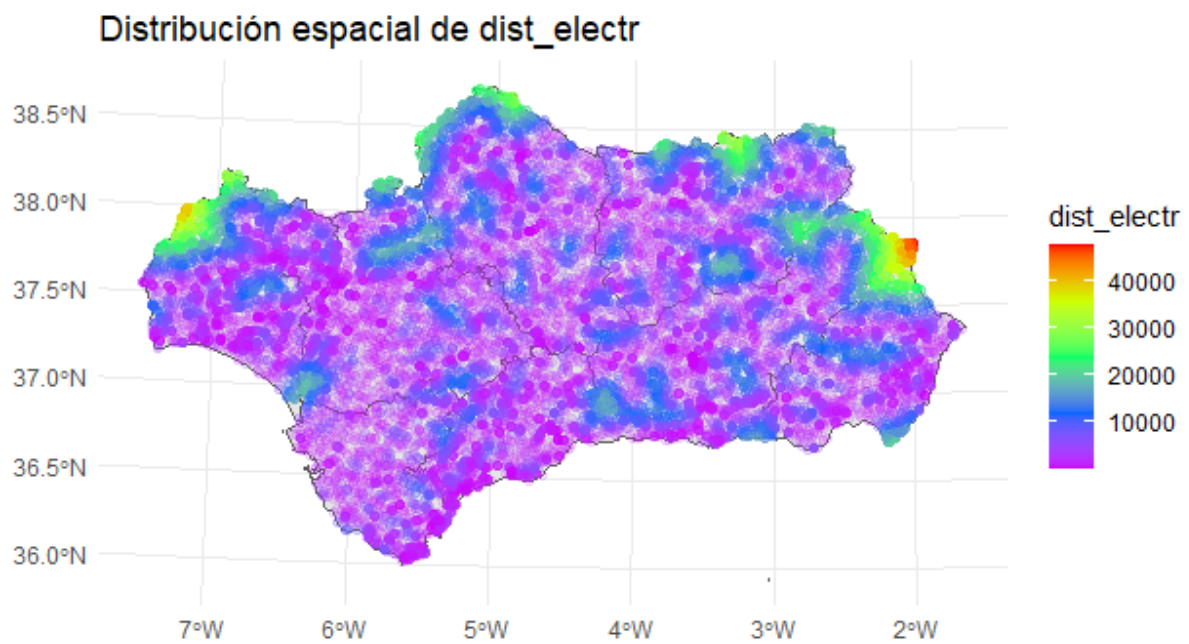 Distribución espacial de dist_electr
38.5°N
38.0°N
37.5°N
37.0°N
36.5°N
36.0°N
7°W 6°W 5°W 4°W 3°W 2°W
dist_electr
40000
30000
20000
10000